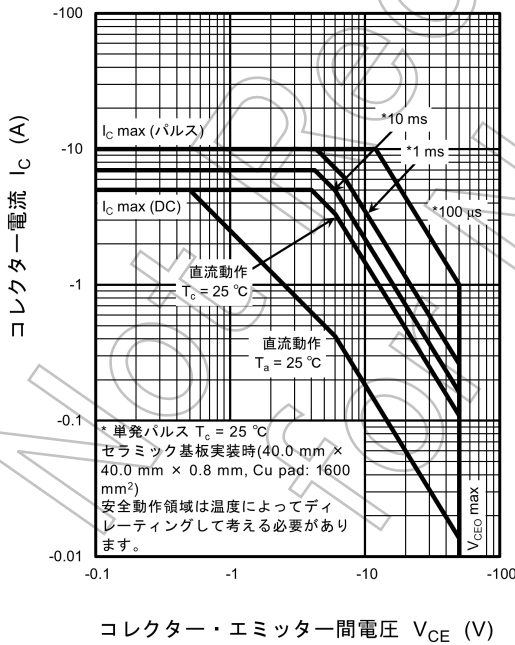 -100
コレクター電流 I_C (A)
-10
-1
-0.1
-0.01
I_C max (パルス)
*10 ms
*1 ms
I_C max (DC)
*100 μs
直流動作
T_c = 25 ℃
直流動作
T_a = 25 ℃
* 単発パルス T_c = 25 ℃
セラミック基板実装時(40.0 mm ×
40.0 mm × 0.8 mm, Cu pad: 1600
mm²)
安全動作領域は温度によってディ
レーティングして考える必要があり
ます。
V_CEO max
-0.1
-1
-10
-100
コレクター・エミッター間電圧 V_CE (V)
Not Rec
for N